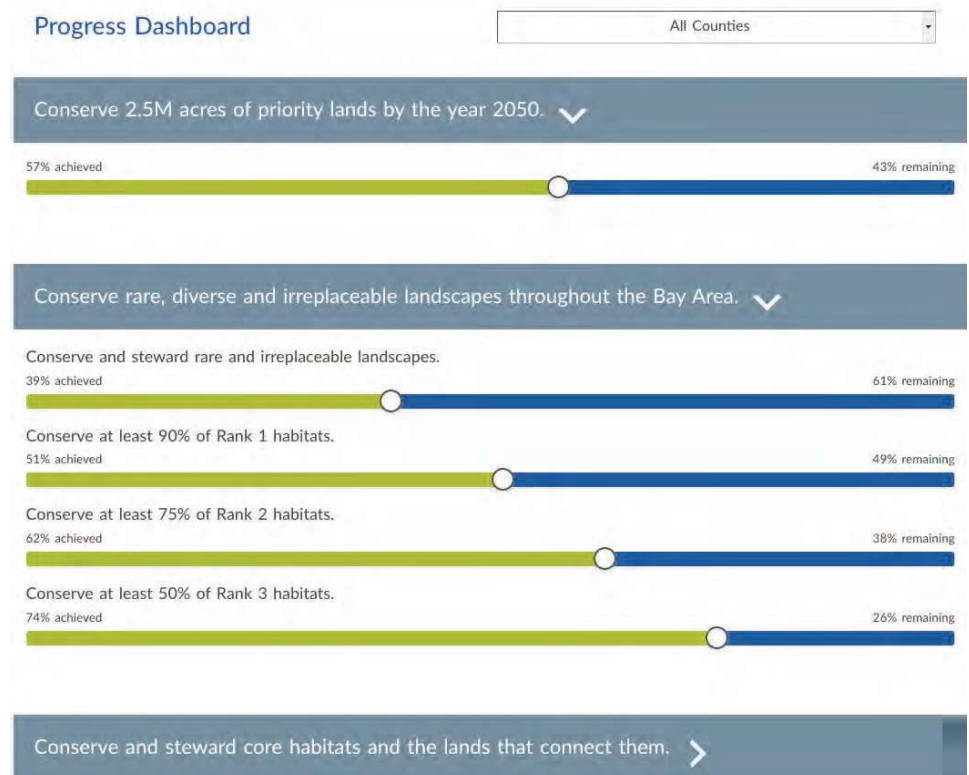 Progress Dashboard
All Counties
Conserve 2.5M acres of priority lands by the year 2050.
57% achieved
43% remaining
Conserve rare, diverse and irreplaceable landscapes throughout the Bay Area.
Conserve and steward rare and irreplaceable landscapes.
39% achieved
61% remaining
Conserve at least 90% of Rank 1 habitats.
51% achieved
49% remaining
Conserve at least 75% of Rank 2 habitats.
62% achieved
38% remaining
Conserve at least 50% of Rank 3 habitats.
74% achieved
26% remaining
Conserve and steward core habitats and the lands that connect them.